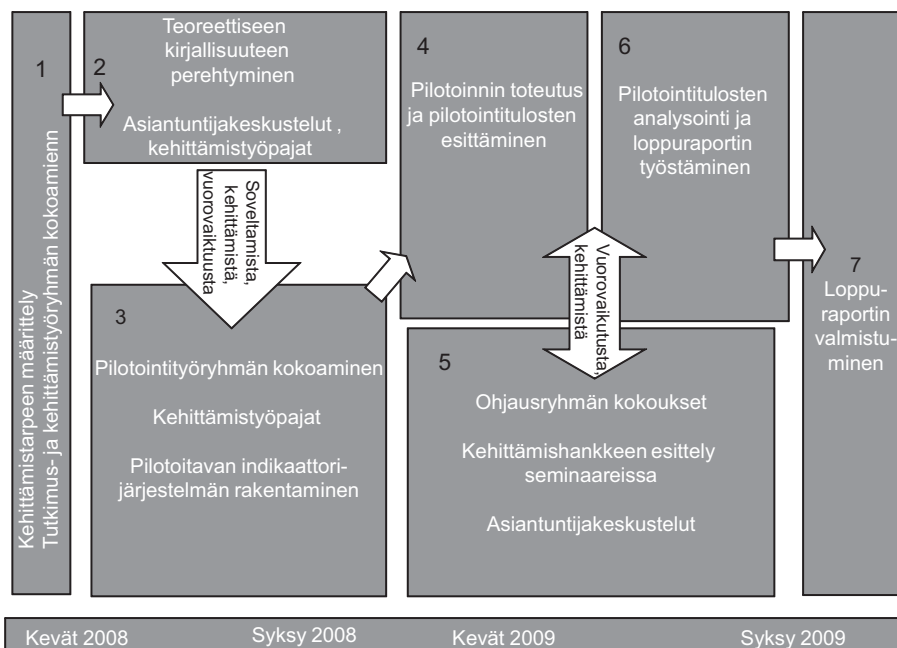 1
Kehittämistarpeen määrittely
Tutkimus- ja kehittämistyöryhmän kokoamienn
2
Teoreettiseen
kirjallisuuteen
perehtyminen
Asiantuntijakeskustelut ,
kehittämistyöpajat
Soveltamista,
kehittämistä,
vuorovaiktuusta
3
Pilotointityöryhmän kokoaminen
Kehittämistyöpajat
Pilotoitavan indikaattori-
järjestelmän rakentaminen
4
Pilotoinnin toteutus
ja pilotointitulosten
esittäminen
Vuorovaikutusta,
kehittämistä
5
Ohjausryhmän kokoukset
Kehittämishankkeen esittely
seminaareissa
Asiantuntijakeskustelut
6
Pilotointitulosten
analysointi ja
loppuraportin
työstäminen
7
Loppu-
raportin
valmistu-
minen
Kevät 2008 Syksy 2008 Kevät 2009 Syksy 2009